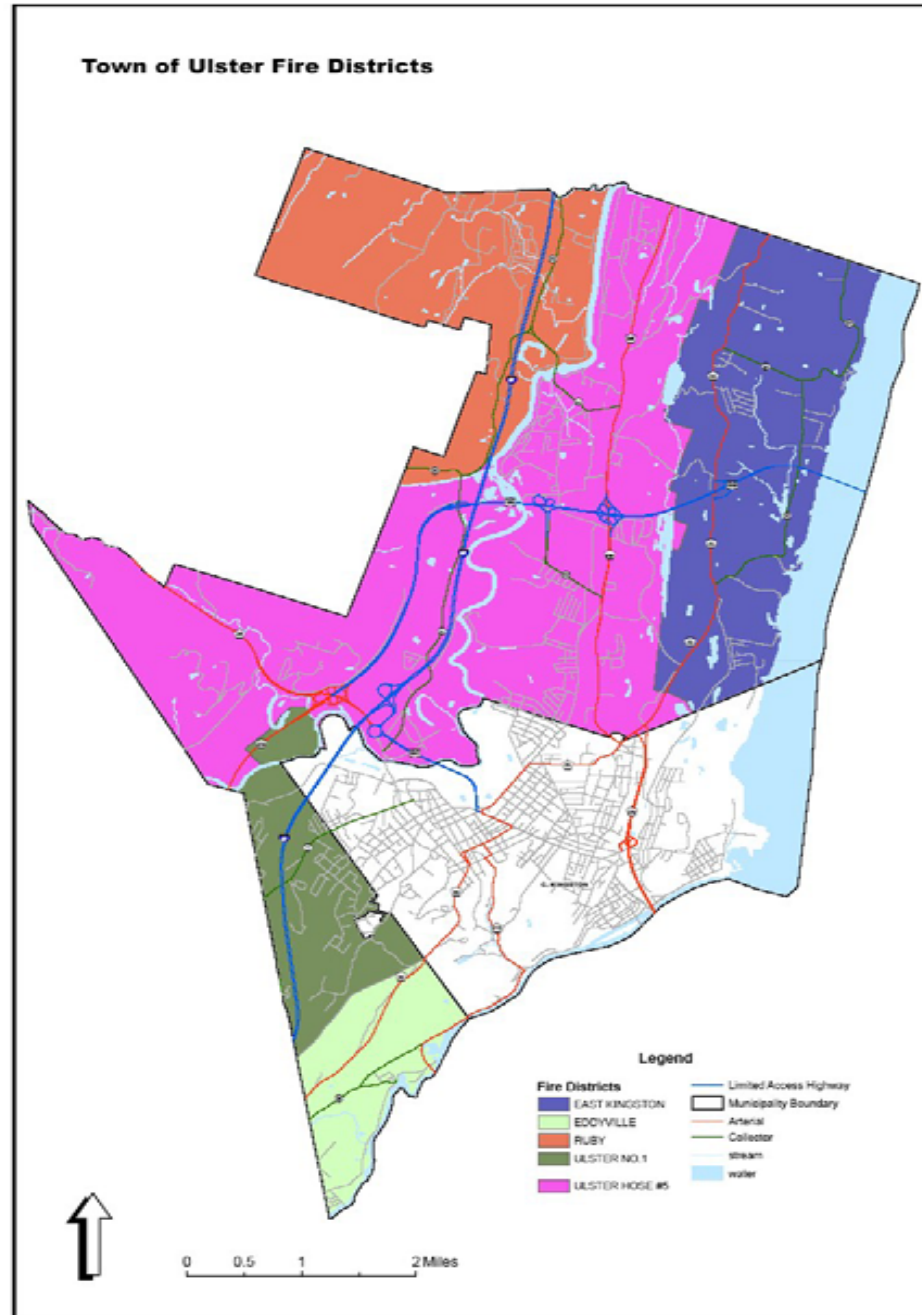 Town of Ulster Fire Districts
C. KINGSTON
Legend
Fire Districts
EAST KINGSTON
EDDYVILLE
RUBY
ULSTER NO.1
ULSTER HOSE #5
Limited Access Highway
Municipality Boundary
Arterial
Collector
stream
water
0 0.5 1 2 Miles